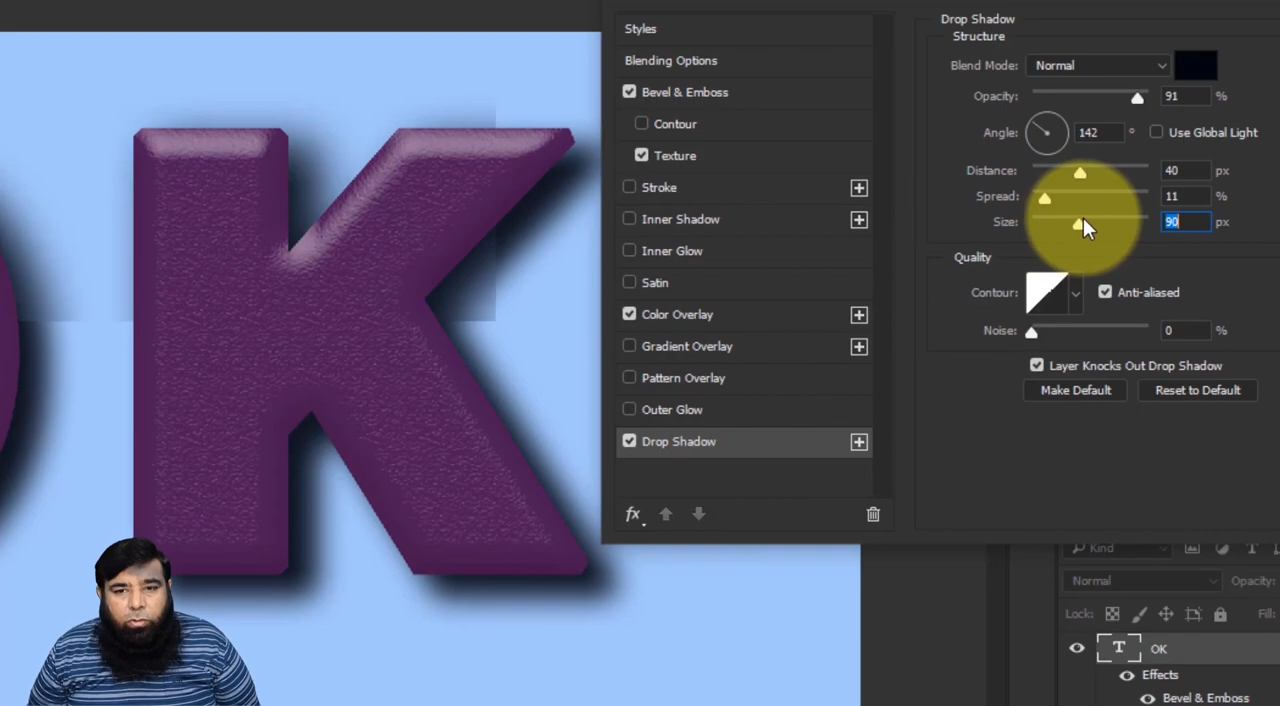 Drop Shadow
Structure
Styles
Blending Options
Bevel & Emboss
Contour
Texture
Stroke
Inner Shadow
Inner Glow
Satin
Color Overlay
Gradient Overlay
Pattern Overlay
Outer Glow
Drop Shadow
fx
Blend Mode: Normal
Opacity: 91 %
Angle: 142 ° Use Global Light
Distance: 40 px
Spread: 11 %
Size: 90 px
Quality
Contour: Anti-aliased
Noise: 0 %
Layer Knocks Out Drop Shadow
Make Default Reset to Default
K
Kind
Normal Opacity:
Lock: Fill:
T OK
Effects
Bevel & Emboss